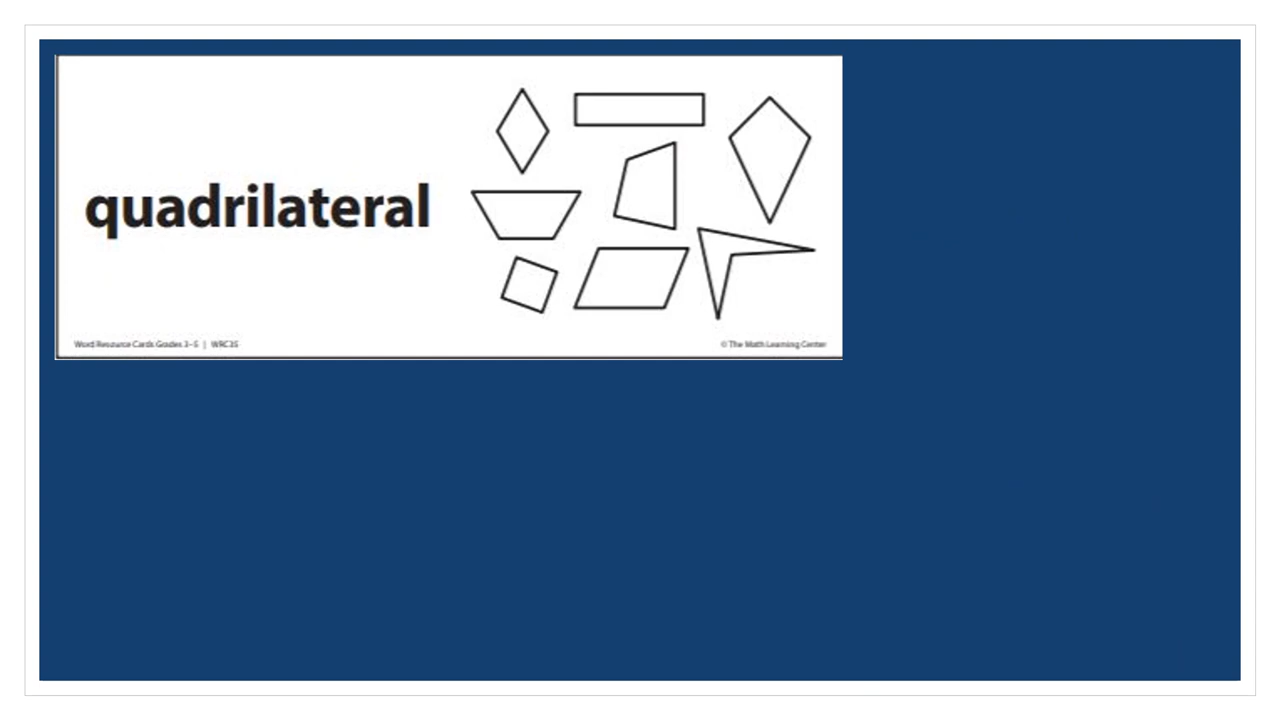 quadrilateral
Word Resource Cards Grades 3–5 | WRC35
© The Math Learning Center